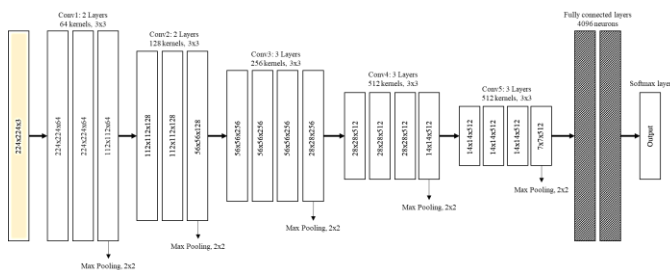 Conv1: 2 Layers
64 kernels, 3x3
Conv2: 2 Layers
128 kernels, 3x3
Conv3: 3 Layers
256 kernels, 3x3
Conv4: 3 Layers
512 kernels, 3x3
Conv5: 3 Layers
512 kernels, 3x3
Fully connected layers
4096 neurons
Softmax layer
224x224x3
224x224x64
224x224x64
112x112x64
112x112x128
112x112x128
56x56x128
56x56x256
56x56x256
56x56x256
28x28x256
28x28x512
28x28x512
28x28x512
14x14x512
14x14x512
14x14x512
14x14x512
7x7x512
Output
Max Pooling, 2x2
Max Pooling, 2x2
Max Pooling, 2x2
Max Pooling, 2x2
Max Pooling, 2x2